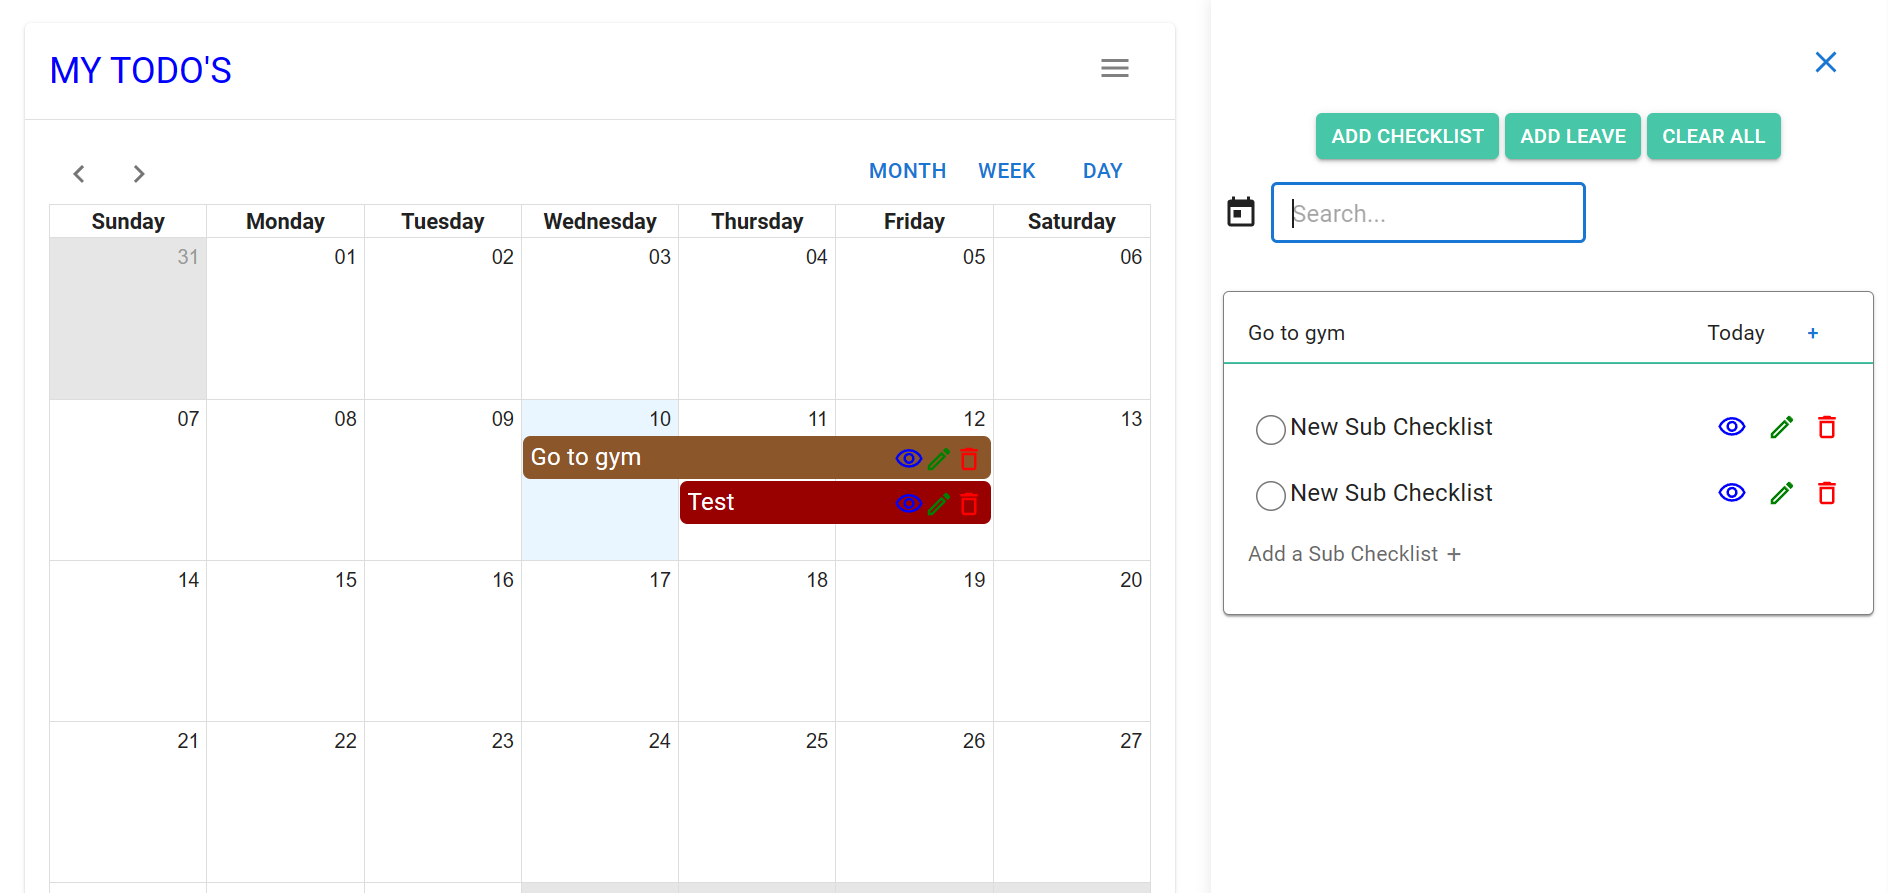 MY TODO'S
MONTH WEEK DAY
Sunday Monday Tuesday Wednesday Thursday Friday Saturday
31 01 02 03 04 05 06
07 08 09 10 11 12 13
Go to gym
Test
14 15 16 17 18 19 20
21 22 23 24 25 26 27
ADD CHECKLIST ADD LEAVE CLEAR ALL
Search...
Go to gym Today +
New Sub Checklist
New Sub Checklist
Add a Sub Checklist +